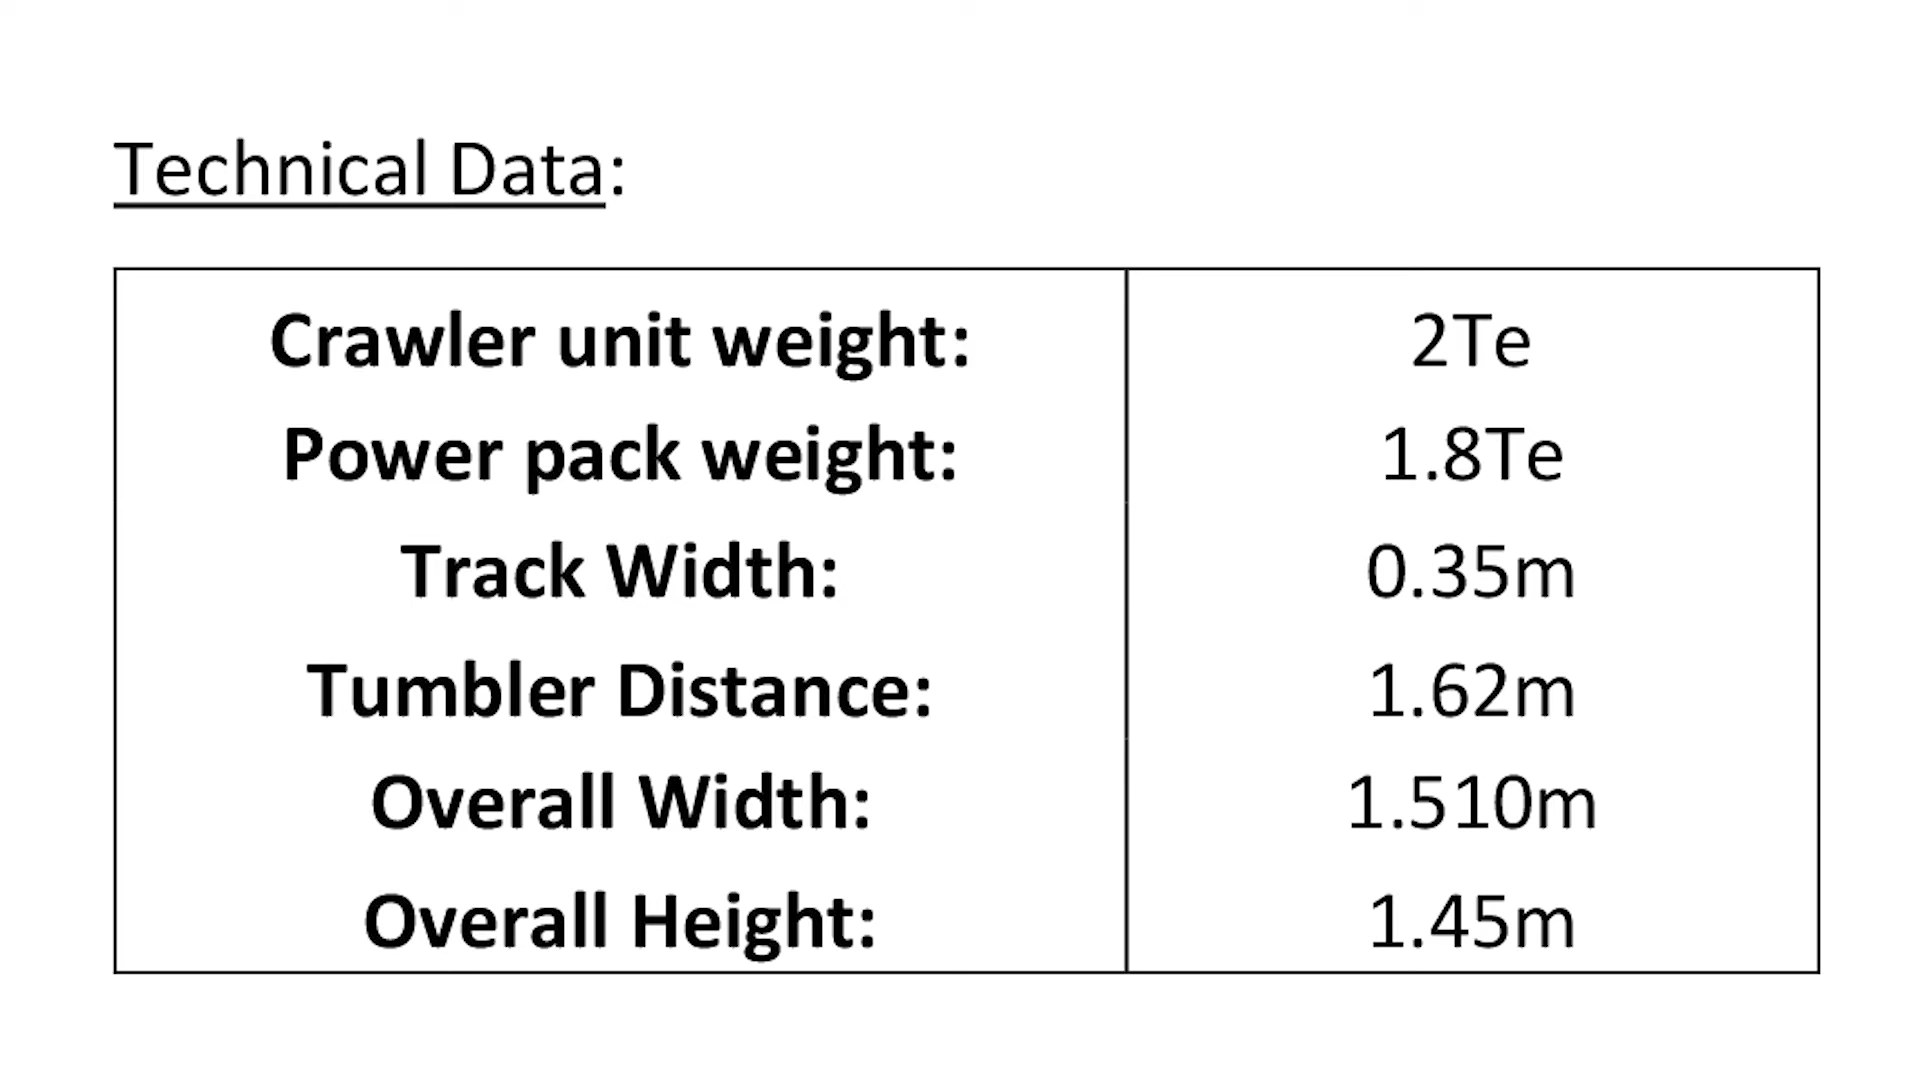 Technical Data:
Crawler unit weight: 2Te
Power pack weight: 1.8Te
Track Width: 0.35m
Tumbler Distance: 1.62m
Overall Width: 1.510m
Overall Height: 1.45m